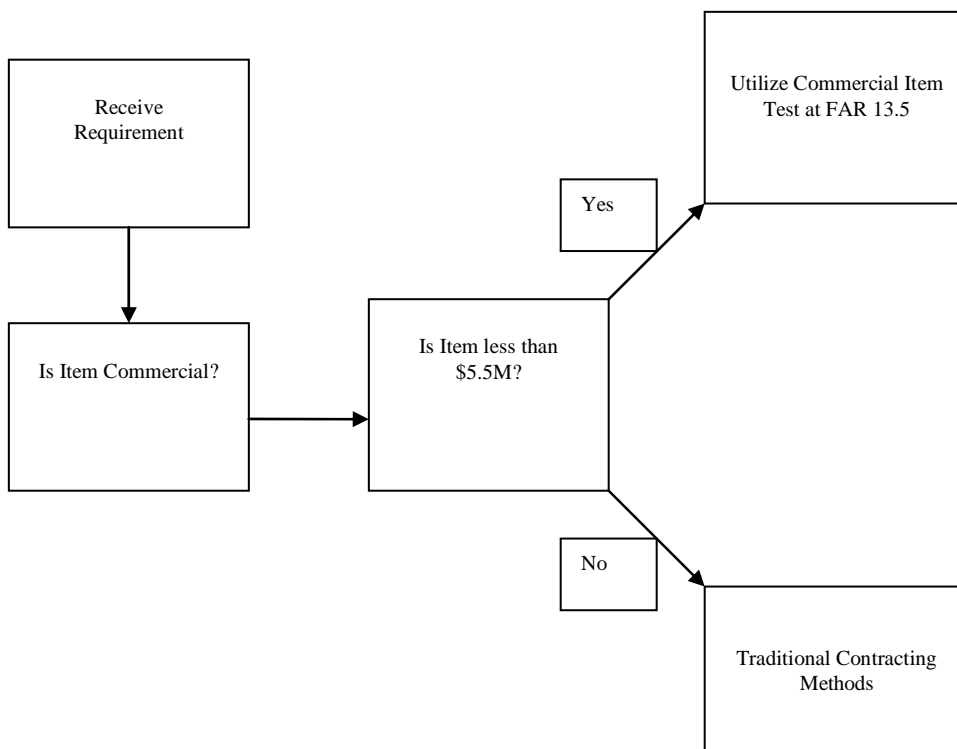 Receive
Requirement
Is Item Commercial?
Is Item less than
$5.5M?
Yes
Utilize Commercial Item
Test at FAR 13.5
No
Traditional Contracting
Methods